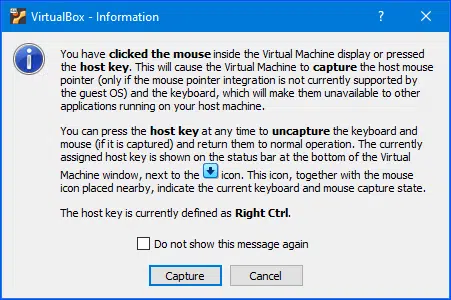 VirtualBox - Information
You have clicked the mouse inside the Virtual Machine display or pressed
the host key. This will cause the Virtual Machine to capture the host mouse
pointer (only if the mouse pointer integration is not currently supported by
the guest OS) and the keyboard, which will make them unavailable to other
applications running on your host machine.
You can press the host key at any time to uncapture the keyboard and
mouse (if it is captured) and return them to normal operation. The currently
assigned host key is shown on the status bar at the bottom of the Virtual
Machine window, next to the icon. This icon, together with the mouse
icon placed nearby, indicate the current keyboard and mouse capture state.
The host key is currently defined as Right Ctrl.
Do not show this message again
Capture Cancel